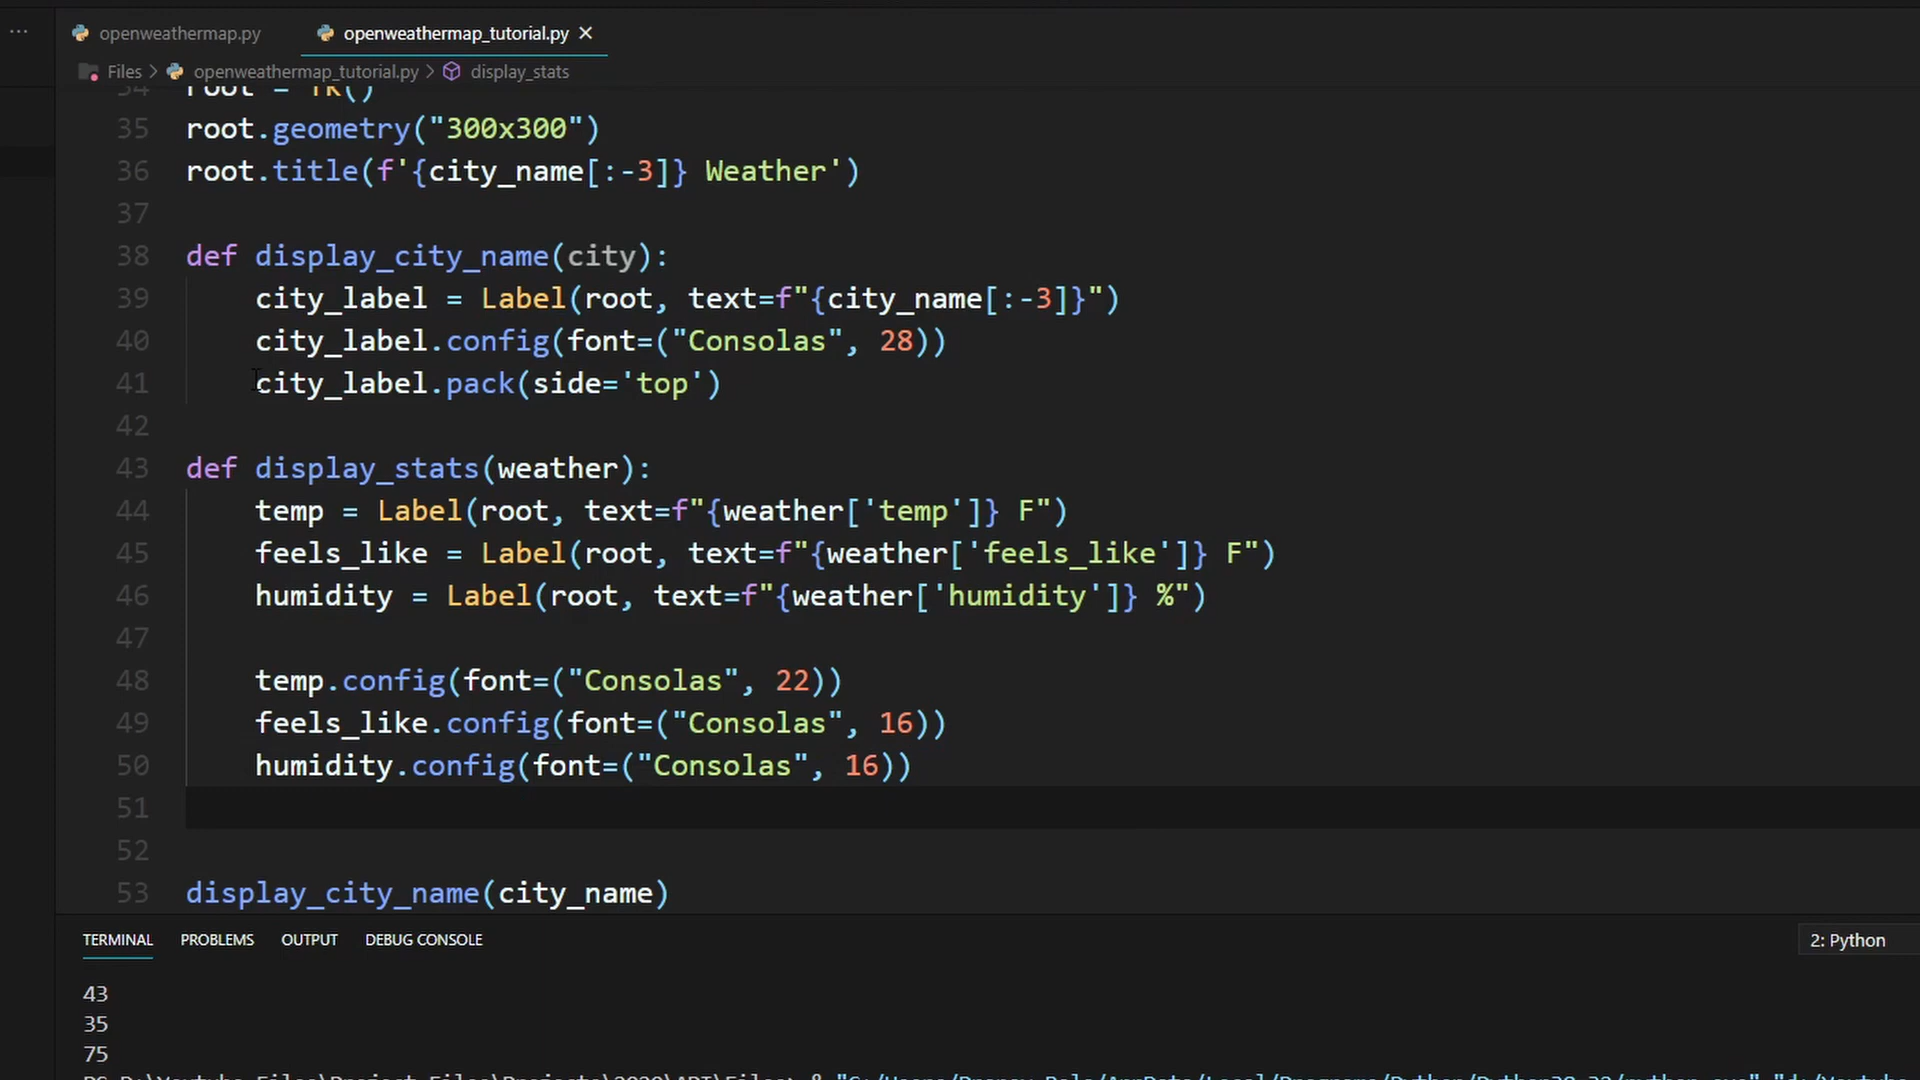 openweathermap.py openweathermap_tutorial.py
Files > openweathermap_tutorial.py > display_stats
34 root = Tk()
35 root.geometry("300x300")
36 root.title(f'{city_name[:-3]} Weather')
37
38 def display_city_name(city):
39 city_label = Label(root, text=f"{city_name[:-3]}")
40 city_label.config(font=("Consolas", 28))
41 city_label.pack(side='top')
42
43 def display_stats(weather):
44 temp = Label(root, text=f"{weather['temp']} F")
45 feels_like = Label(root, text=f"{weather['feels_like']} F")
46 humidity = Label(root, text=f"{weather['humidity']} %")
47
48 temp.config(font=("Consolas", 22))
49 feels_like.config(font=("Consolas", 16))
50 humidity.config(font=("Consolas", 16))
51
52
53 display_city_name(city_name)
TERMINAL PROBLEMS OUTPUT DEBUG CONSOLE 2: Python
43
35
75